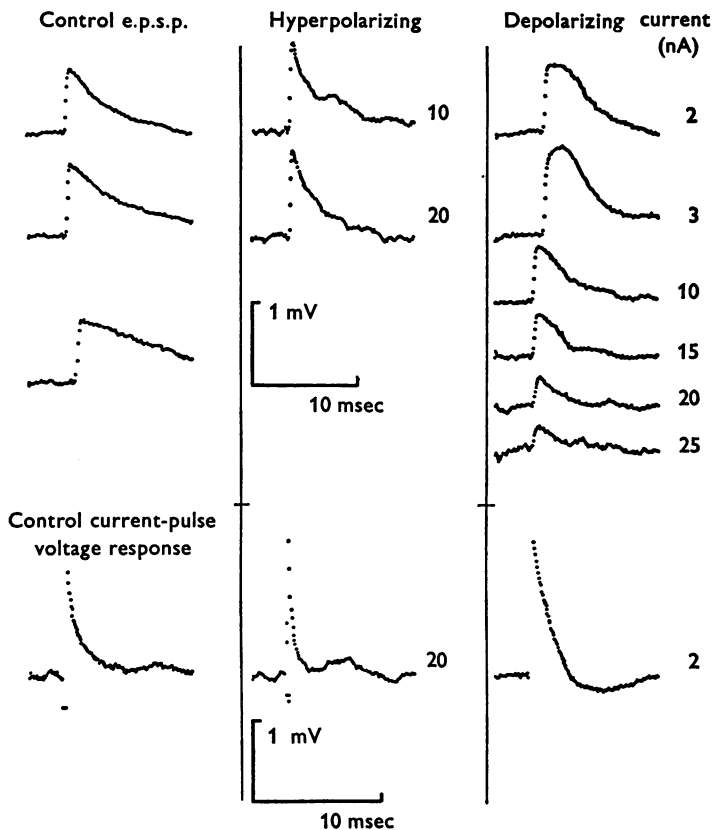 Control e.p.s.p.
Hyperpolarizing
Depolarizing current
(nA)
10
20
2
3
10
15
20
25
1 mV
10 msec
Control current-pulse
voltage response
20
2
1 mV
10 msec